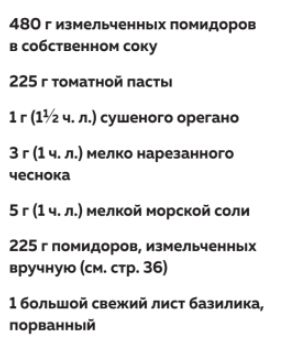 480 г измельченных помидоров
в собственном соку
225 г томатной пасты
1 г (1½ ч. л.) сушеного орегано
3 г (1 ч. л.) мелко нарезанного
чеснока
5 г (1 ч. л.) мелкой морской соли
225 г помидоров, измельченных
вручную (см. стр. 36)
1 большой свежий лист базилика,
порванный